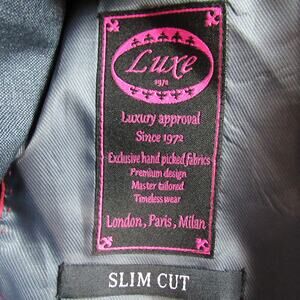 Luxe
1972
Luxury approval
Since 1972
Exclusive hand picked fabrics
Premium design
Master tailored
Timeless wear
London, Paris, Milan
SLIM CUT